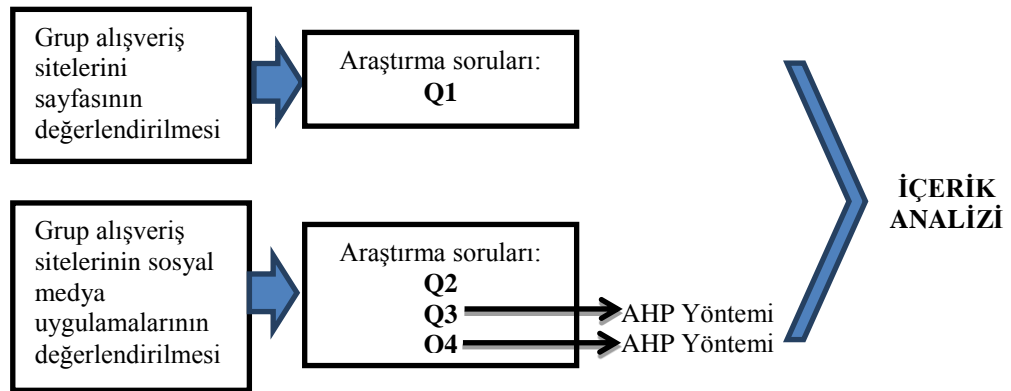 Grup alışveriş
sitelerini
sayfasının
değerlendirilmesi
Araştırma soruları:
Q1
Grup alışveriş
sitelerinin sosyal
medya
uygulamalarının
değerlendirilmesi
Araştırma soruları:
Q2
Q3
O4
AHP Yöntemi
AHP Yöntemi
İÇERİK
ANALİZİ